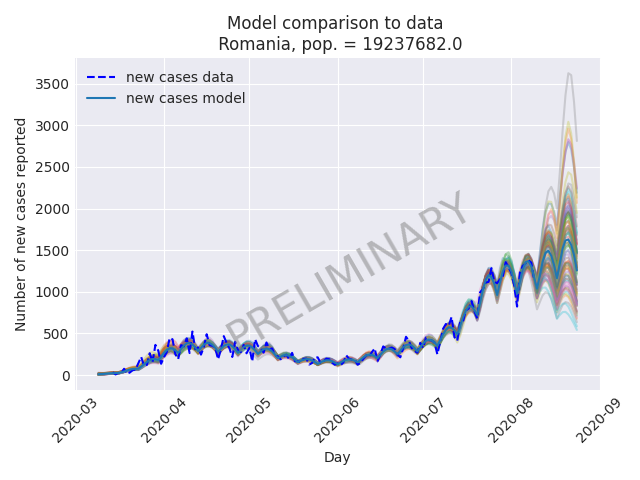 Model comparison to data
Romania, pop. = 19237682.0
new cases data
new cases model
Number of new cases reported
3500
3000
2500
2000
1500
1000
500
0
PRELIMINARY
2020-03
2020-04
2020-05
2020-06
2020-07
2020-08
2020-09
Day